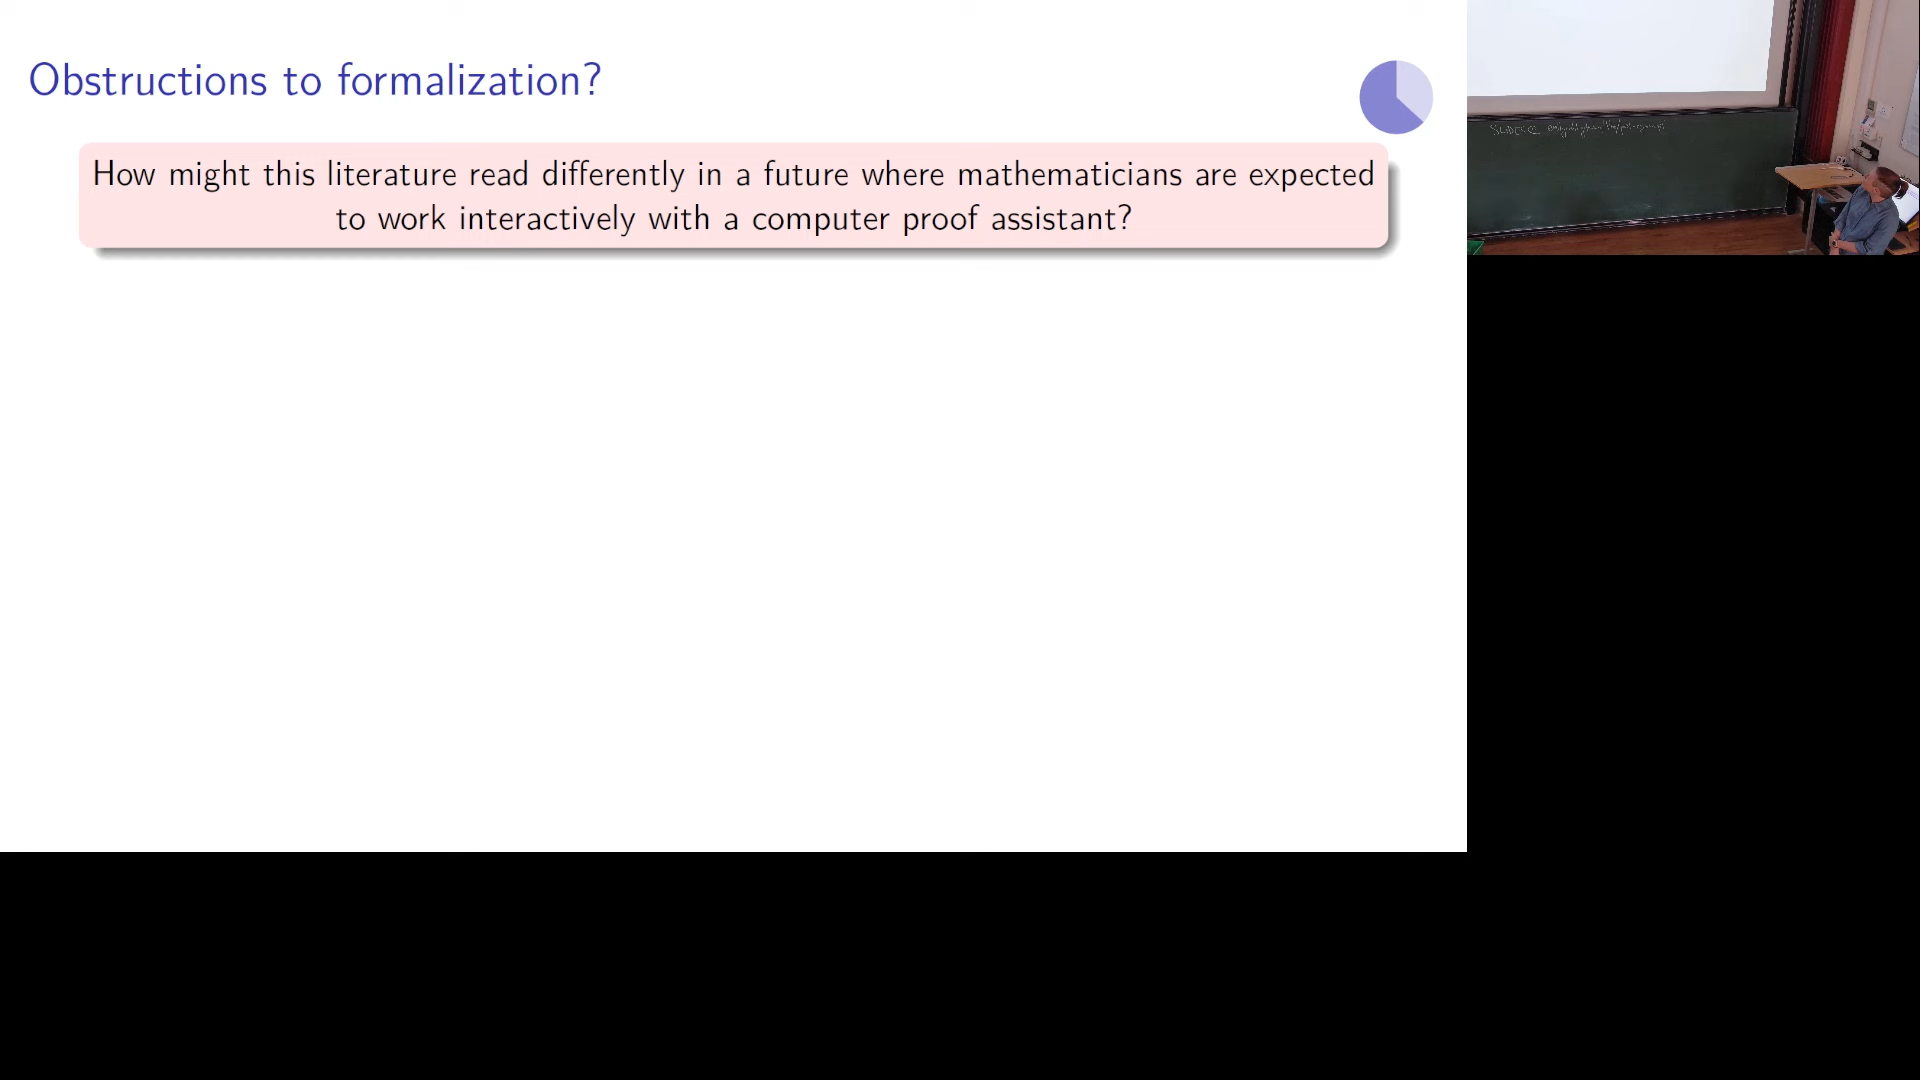 Obstructions to formalization?
How might this literature read differently in a future where mathematicians are expected
to work interactively with a computer proof assistant?